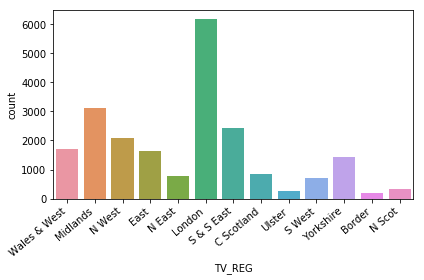 6000
5000
4000
3000
2000
1000
0
count
Wales & West
Midlands
N West
East
N East
London
S & S East
C Scotland
Ulster
S West
Yorkshire
Border
N Scot
TV_REG